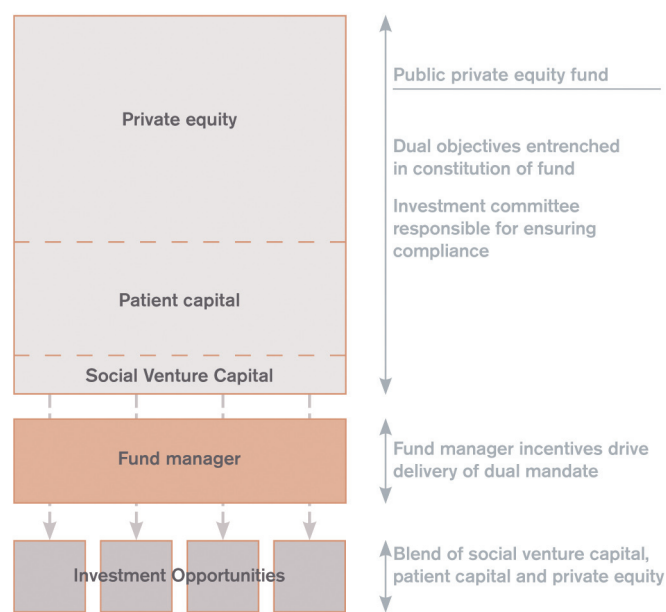 Private equity
Patient capital
Social Venture Capital
Fund manager
Investment Opportunities
Public private equity fund
Dual objectives entrenched
in constitution of fund
Investment committee
responsible for ensuring
compliance
Fund manager incentives drive
delivery of dual mandate
Blend of social venture capital,
patient capital and private equity